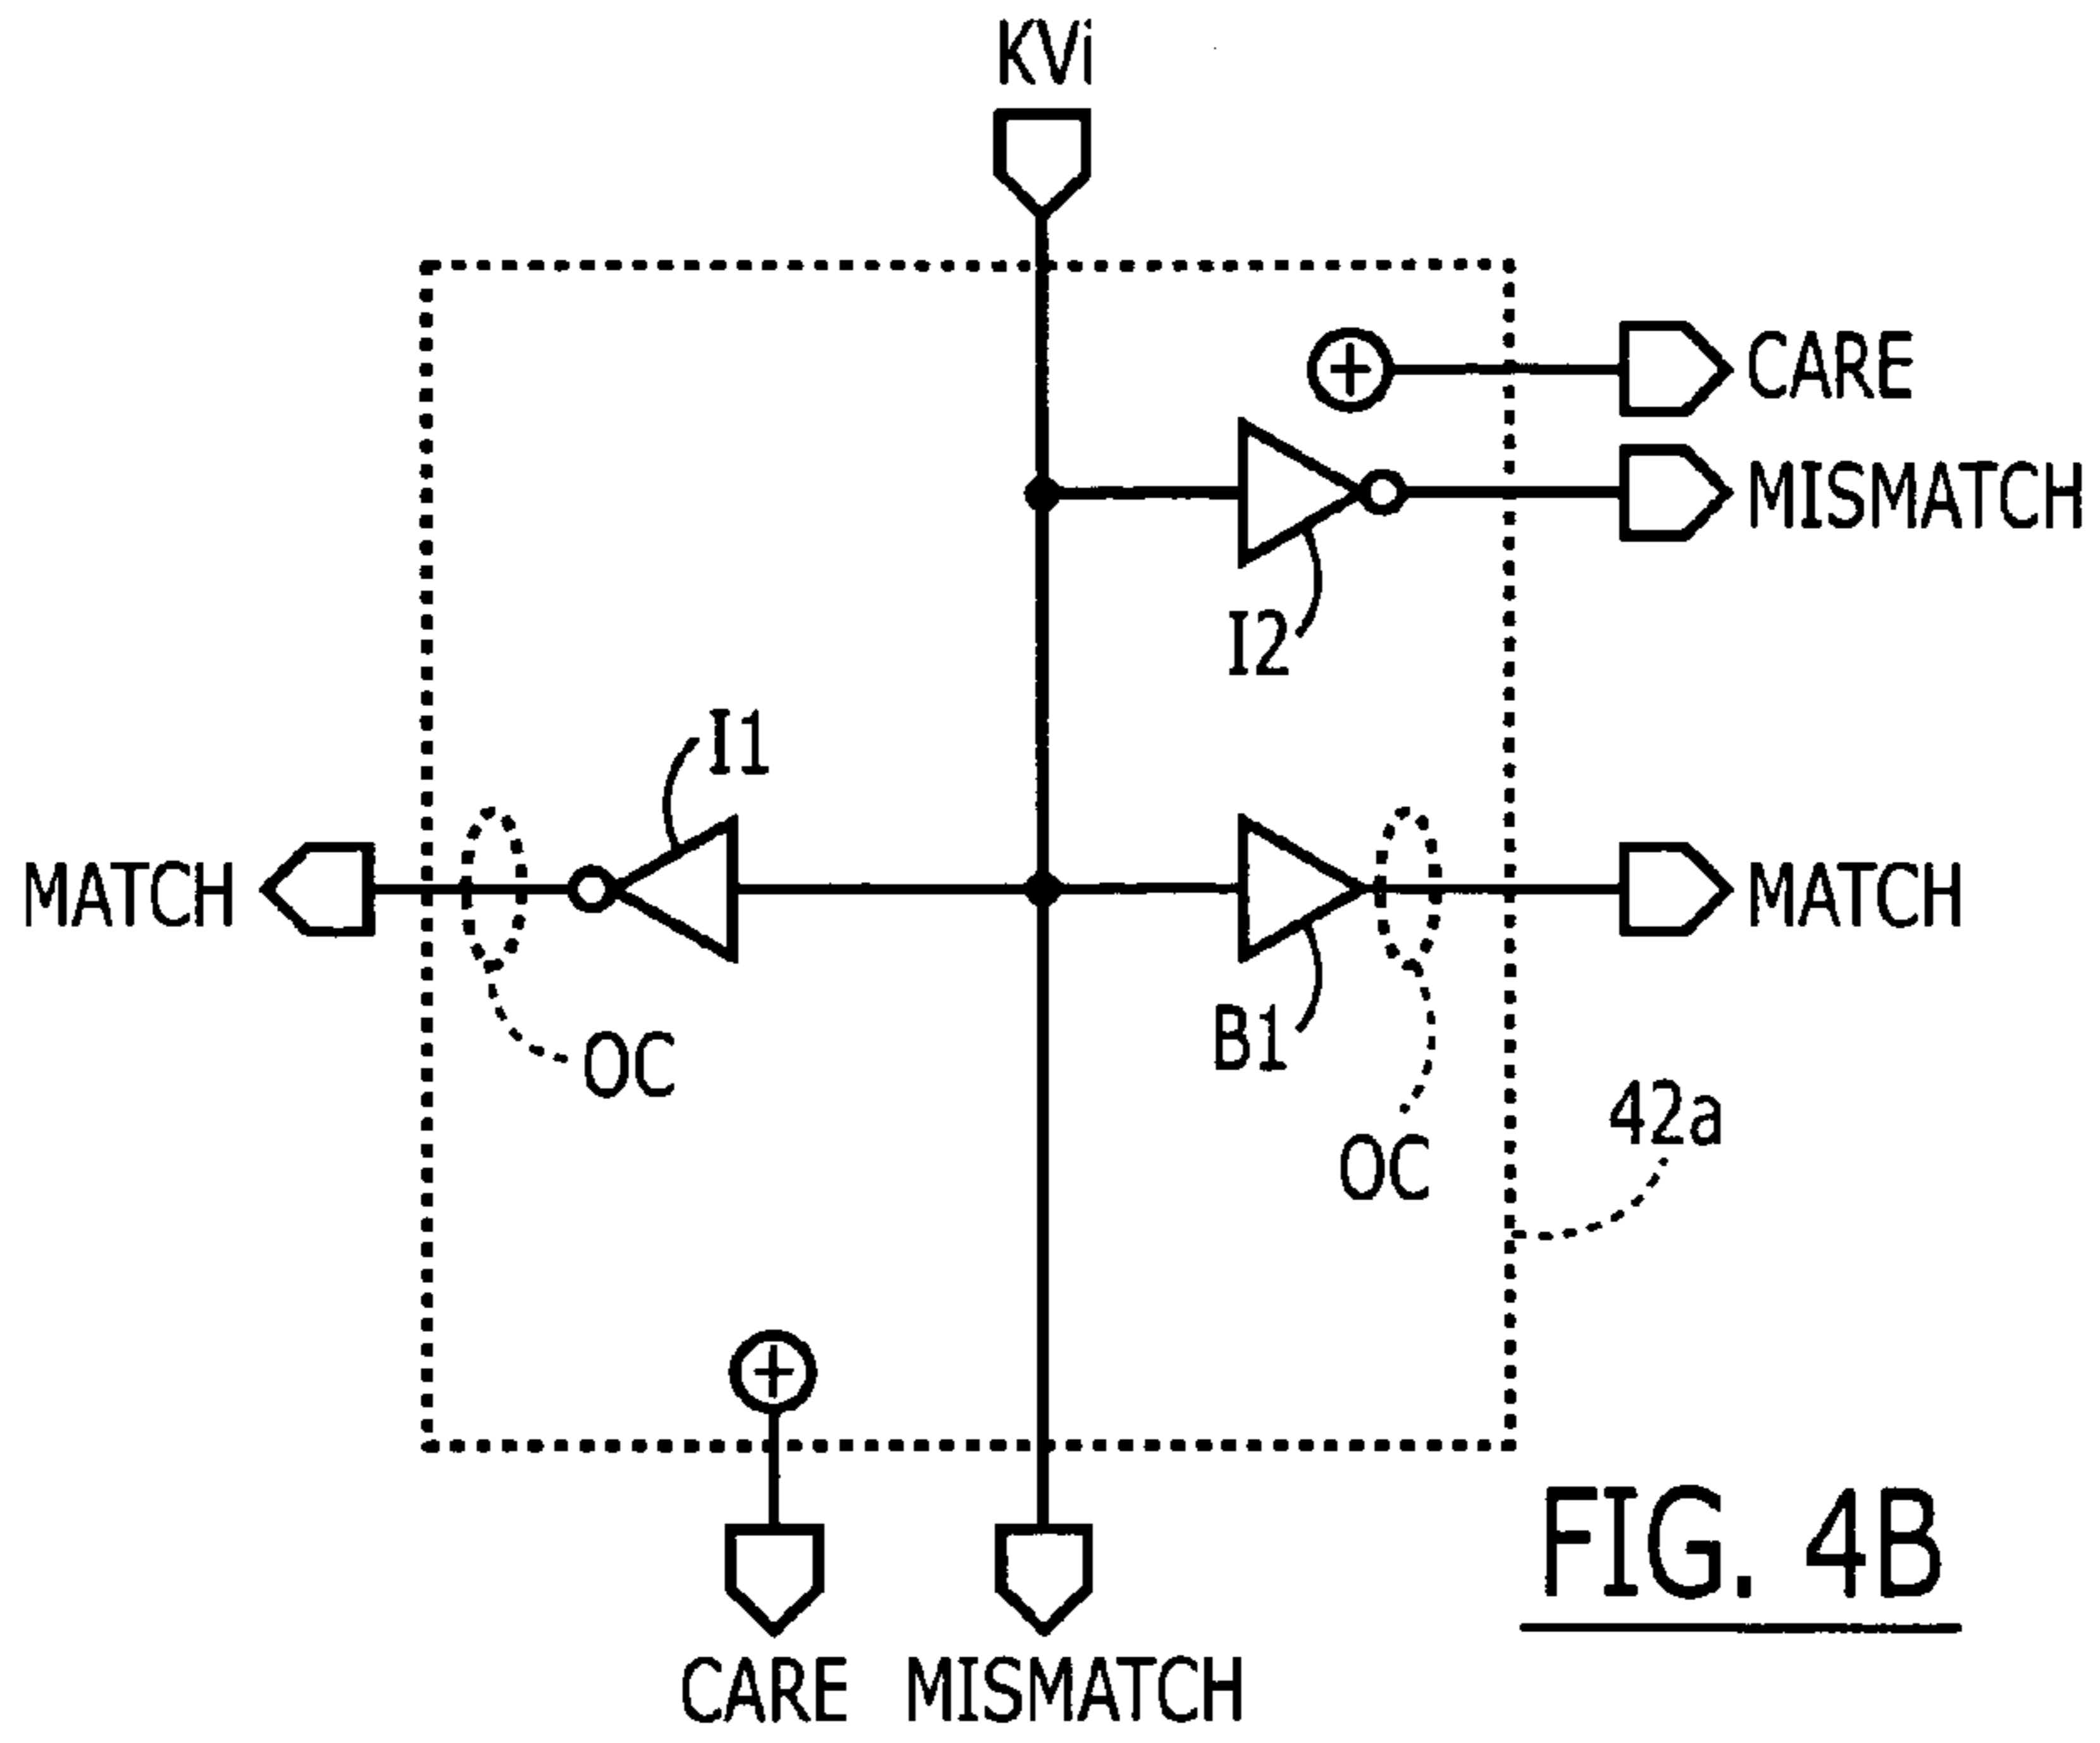 KVi
CARE
MISMATCH
I2
I1
MATCH
MATCH
B1
OC
OC
42a
CARE
MISMATCH
FIG. 4B